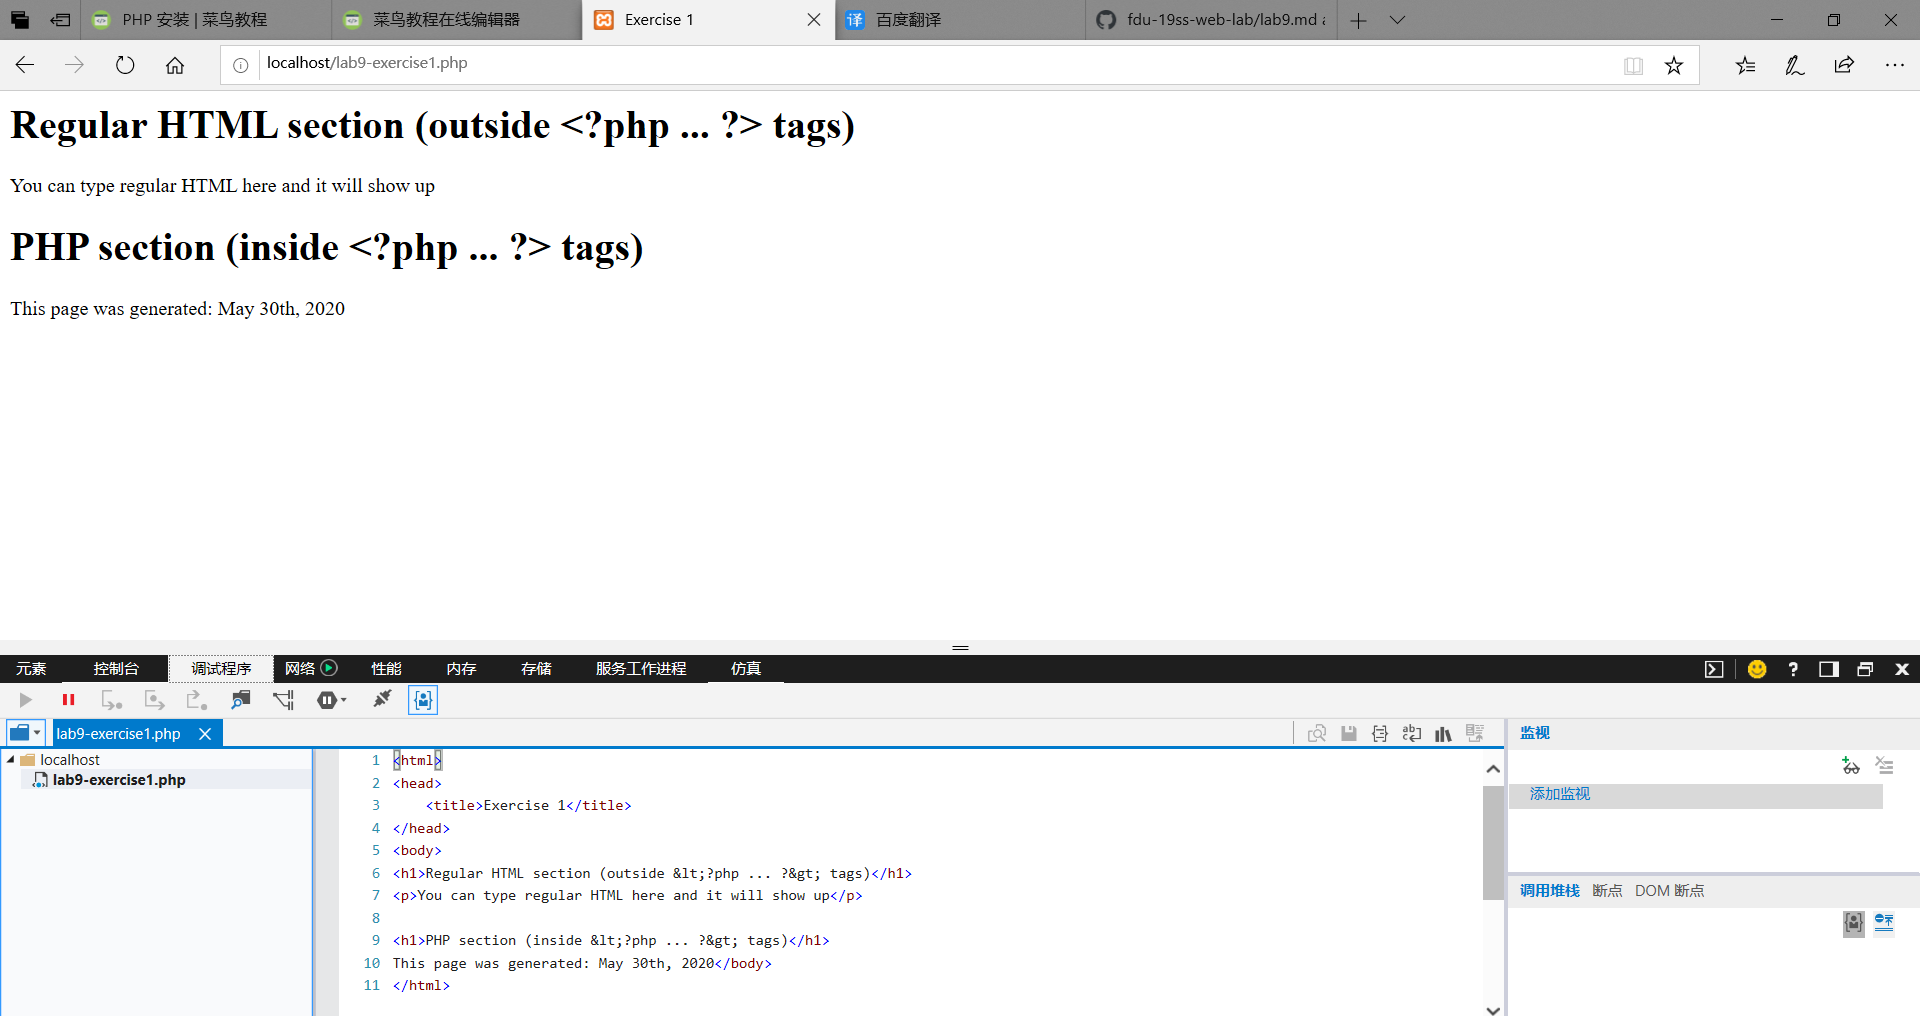 PHP 安装 | 菜鸟教程
菜鸟教程在线编辑器
Exercise 1
译 百度翻译
fdu-19ss-web-lab/lab9.md a
localhost/lab9-exercise1.php
Regular HTML section (outside <?php ... ?> tags)
You can type regular HTML here and it will show up
PHP section (inside <?php ... ?> tags)
This page was generated: May 30th, 2020
元素 控制台 调试程序 网络 性能 内存 存储 服务工作进程 仿真
lab9-exercise1.php
监视
localhost
lab9-exercise1.php
添加监视
调用堆栈 断点 DOM 断点
1 <html>
2 <head>
3     <title>Exercise 1</title>
4 </head>
5 <body>
6 <h1>Regular HTML section (outside &lt;?php ... ?&gt; tags)</h1>
7 <p>You can type regular HTML here and it will show up</p>
8
9 <h1>PHP section (inside &lt;?php ... ?&gt; tags)</h1>
10 This page was generated: May 30th, 2020</body>
11 </html>